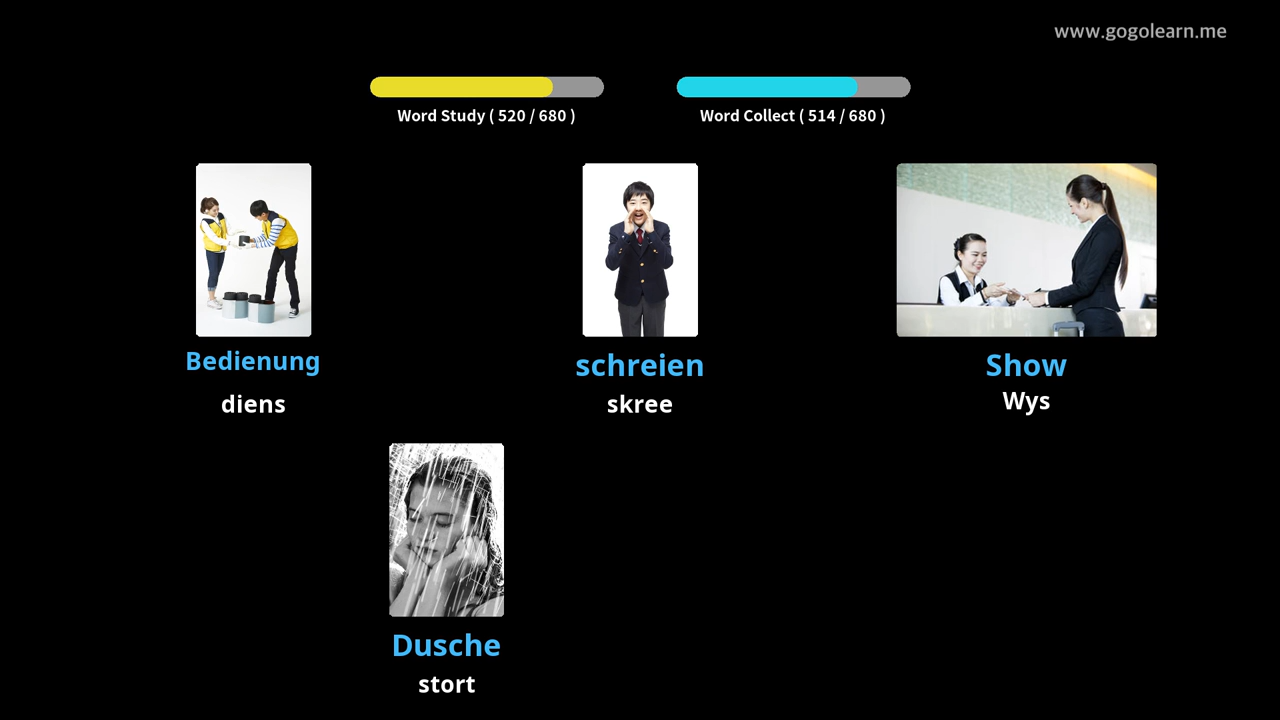 www.gogolearn.me
Word Study ( 520 / 680 )
Word Collect ( 514 / 680 )
Bedienung
diens
schreien
skree
Show
Wys
Dusche
stort